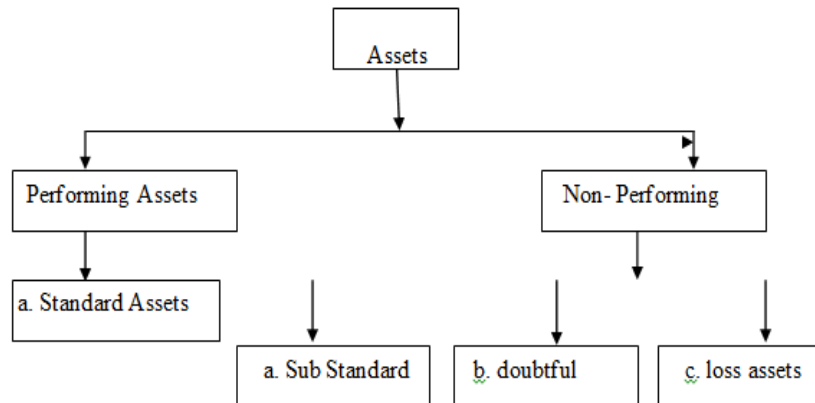 Assets
Performing Assets
Non- Performing
a. Standard Assets
a. Sub Standard
b. doubtful
c. loss assets